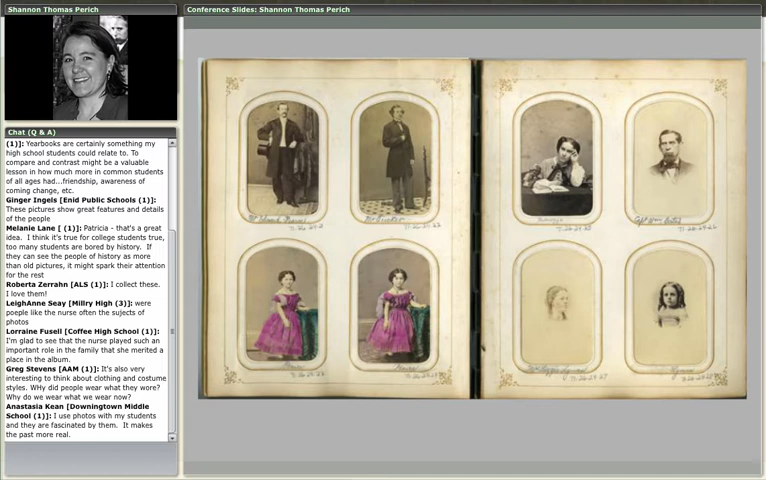 Shannon Thomas Perich
Conference Slides: Shannon Thomas Perich
Chat (Q & A)
(1)]: Yearbooks are certainly something my
high school students could relate to. To
compare and contrast might be a valuable
lesson in how much more in common students
of all ages had...friendship, awareness of
coming change, etc.
Ginger Ingels [Enid Public Schools (1)]:
These pictures show great features and details
of the people
Melanie Lane [ (1)]: Patricia - that's a great
idea.  I think it's true for college students true,
too many students are bored by history.  If
they can see the people of history as more
than old pictures, it might spark their attention
for the rest
Roberta Zerrahn [ALS (1)]: I collect these.
I love them!
LeighAnne Seay [Millry High (3)]: were
poeple like the nurse often the sujects of
photos
Lorraine Fusell [Coffee High School (1)]:
I'm glad to see that the nurse played such an
important role in the family that she merited a
place in the album.
Greg Stevens [AAM (1)]: It's also very
interesting to think about clothing and costume
styles. WHy did people wear what they wore?
Why do we wear what we wear now?
Anastasia Kean [Downingtown Middle
School (1)]: I use photos with my students
and they are fascinated by them.  It makes
the past more real.